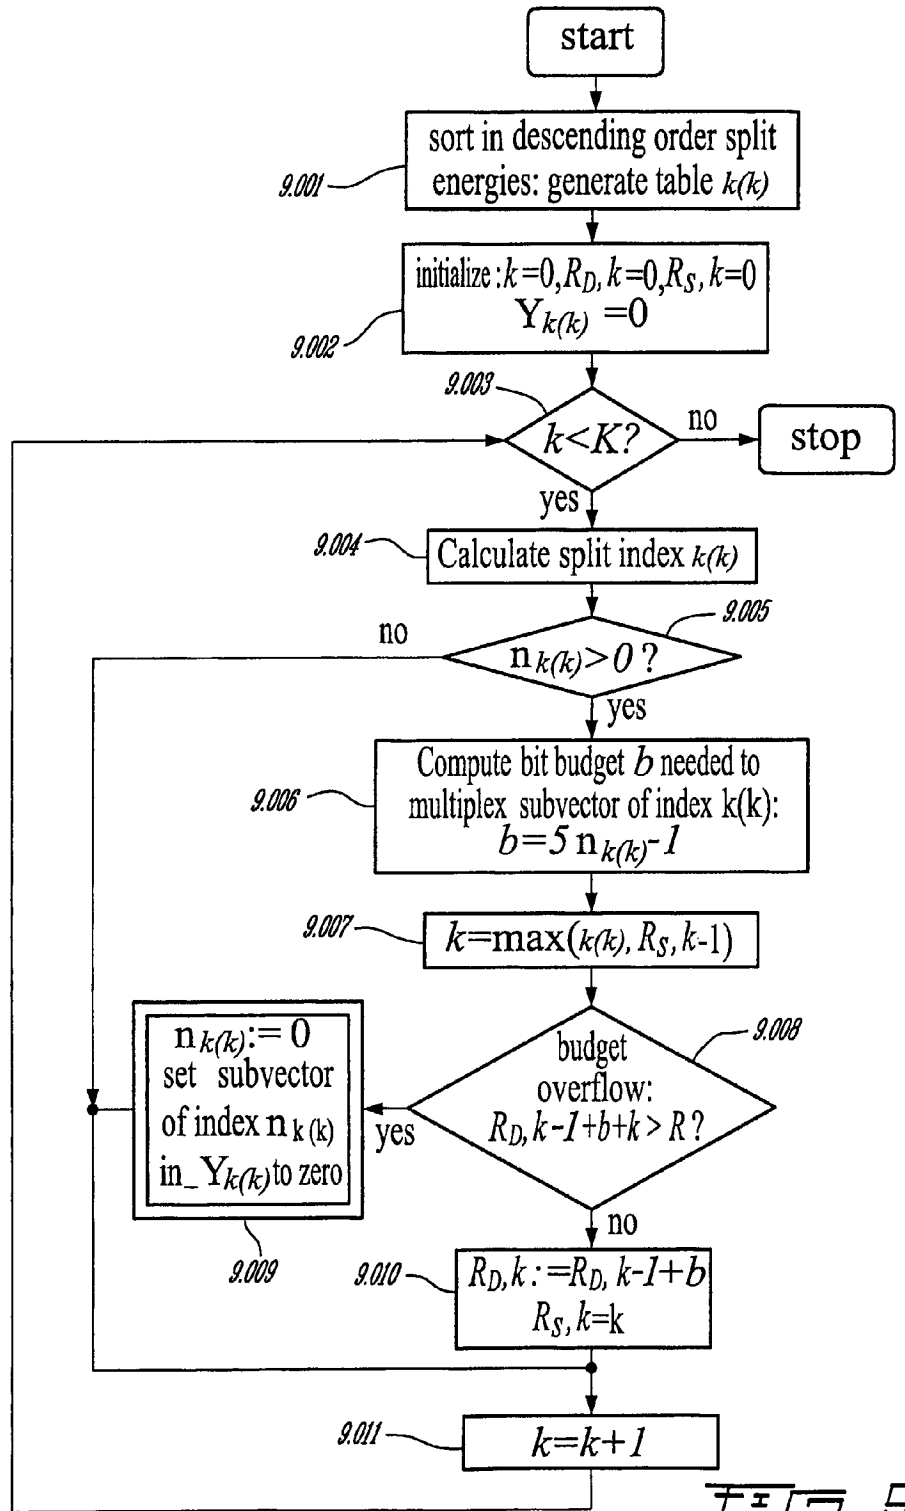 start
sort in descending order split
energies: generate table k(k)
9.001
initialize: k=0, R_D, k=0, R_S, k=0
Y_k(k) =0
9.002
9.003
k<K?
no
stop
yes
9.004
Calculate split index k(k)
9.005
no
n_k(k)>0 ?
yes
Compute bit budget b needed to
multiplex subvector of index k(k):
b=5 n_k(k)-1
9.006
9.007
k=max(k(k), R_S, k-1)
9.008
budget
overflow:
R_D, k-1+b+k > R?
yes
n_k(k):= 0
set subvector
of index n_k(k)
in_ Y_k(k) to zero
9.009
no
9.010
R_D, k :=R_D, k-1+b
R_S, k=k
9.011
k=k+1